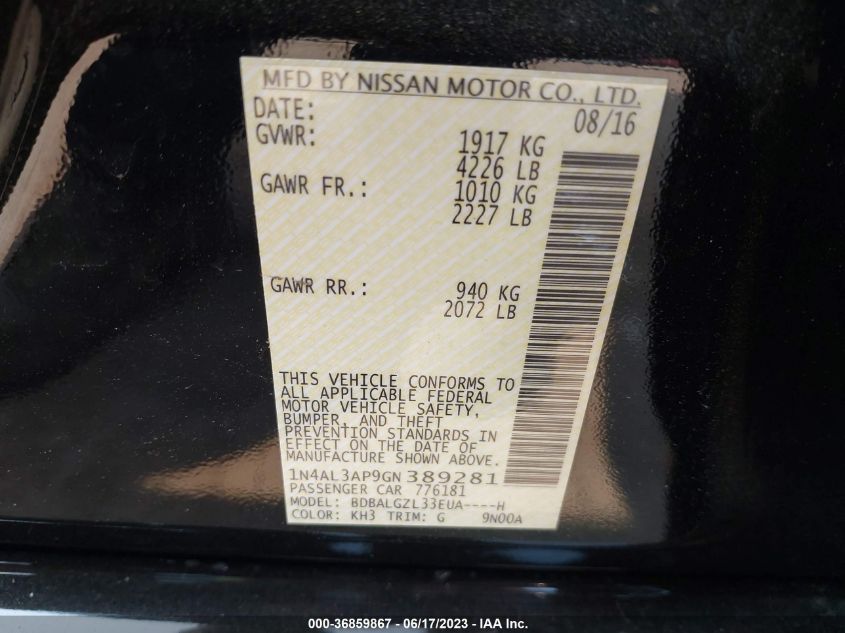 MFD BY NISSAN MOTOR CO., LTD.
DATE: 08/16
GVWR: 1917 KG
4226 LB
GAWR FR.: 1010 KG
2227 LB
GAWR RR.: 940 KG
2072 LB
THIS VEHICLE CONFORMS TO
ALL APPLICABLE FEDERAL
MOTOR VEHICLE SAFETY,
BUMPER, AND THEFT
PREVENTION STANDARDS IN
EFFECT ON THE DATE OF
MANUFACTURE SHOWN ABOVE.
1N4AL3AP9GN389281
PASSENGER CAR 776181
MODEL: BDBALGZL33EUA----H
COLOR: KH3 TRIM: G 9N00A
000-36859867 - 06/17/2023 - IAA Inc.